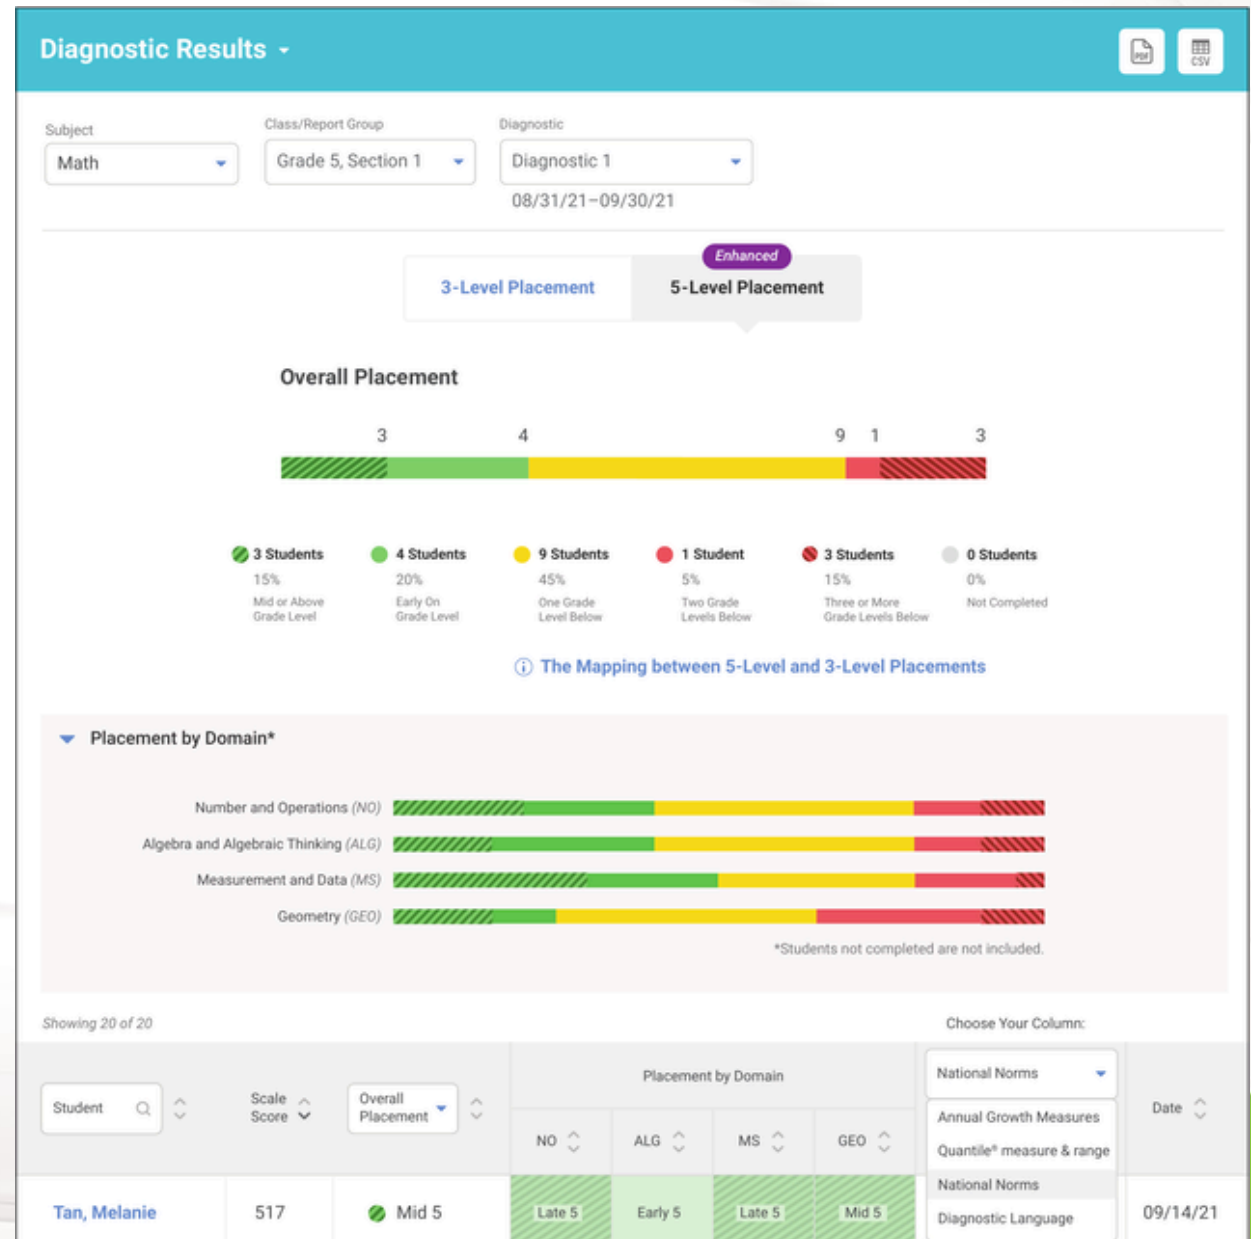 Diagnostic Results
PDF
CSV
Subject
Class/Report Group
Diagnostic
Math
Grade 5, Section 1
Diagnostic 1
08/31/21–09/30/21
Enhanced
3-Level Placement
5-Level Placement
Overall Placement
3 4 9 1 3
3 Students
15%
Mid or Above
Grade Level
4 Students
20%
Early On
Grade Level
9 Students
45%
One Grade
Level Below
1 Student
5%
Two Grade
Levels Below
3 Students
15%
Three or More
Grade Levels Below
0 Students
0%
Not Completed
The Mapping between 5-Level and 3-Level Placements
Placement by Domain*
Number and Operations (NO)
Algebra and Algebraic Thinking (ALG)
Measurement and Data (MS)
Geometry (GEO)
*Students not completed are not included.
Showing 20 of 20
Choose Your Column:
Student
Scale
Score
Overall
Placement
Placement by Domain
NO
ALG
MS
GEO
National Norms
Annual Growth Measures
Quantile® measure & range
National Norms
Diagnostic Language
Date
Tan, Melanie
517
Mid 5
Late 5
Early 5
Late 5
Mid 5
09/14/21